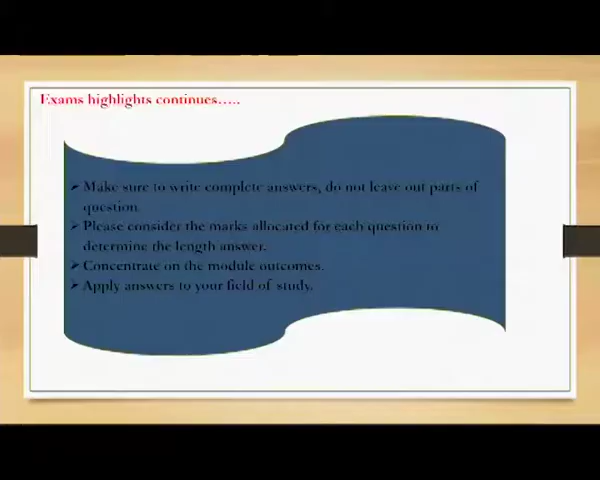 Exams highlights continues.....
➢ Make sure to write complete answers, do not leave out parts of
question.
➢ Please consider the marks allocated for each question to
determine the length answer.
➢ Concentrate on the module outcomes.
➢ Apply answers to your field of study.